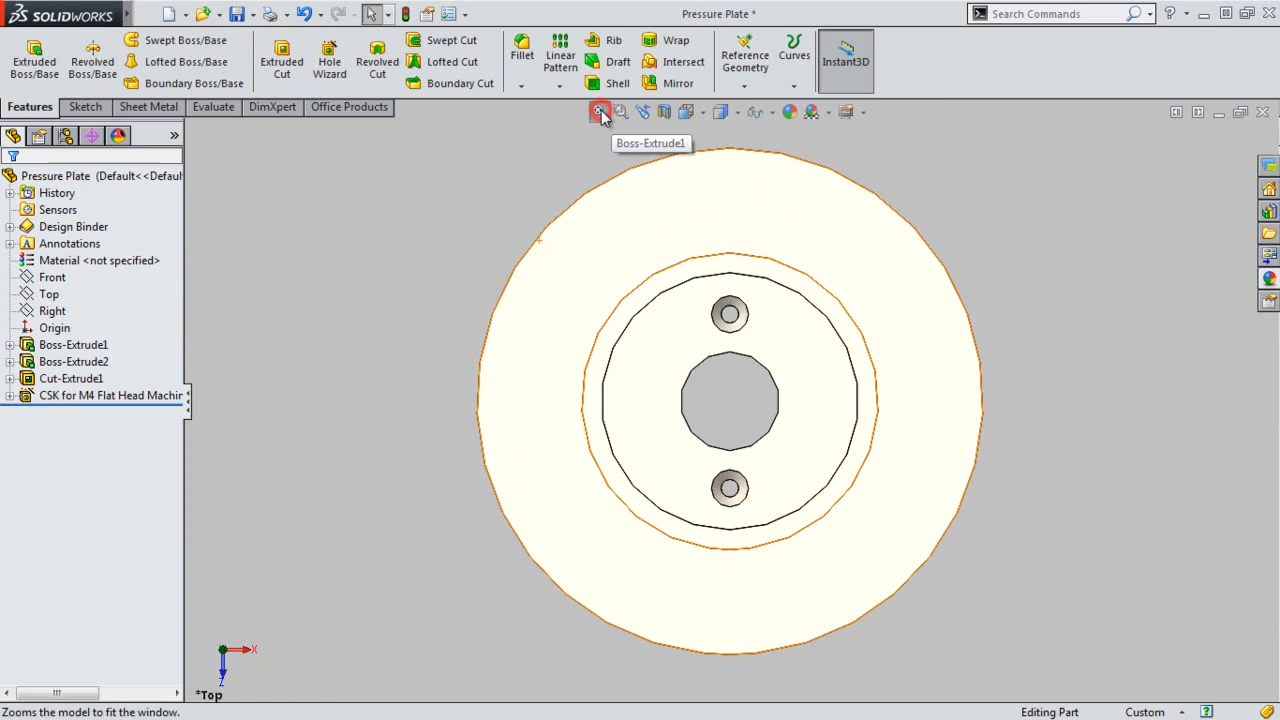 SOLIDWORKS
Pressure Plate *
Search Commands
Extruded Boss/Base
Revolved Boss/Base
Swept Boss/Base
Lofted Boss/Base
Boundary Boss/Base
Extruded Cut
Hole Wizard
Revolved Cut
Swept Cut
Lofted Cut
Boundary Cut
Fillet
Linear Pattern
Rib
Draft
Shell
Wrap
Intersect
Mirror
Reference Geometry
Curves
Instant3D
Features
Sketch
Sheet Metal
Evaluate
DimXpert
Office Products
Boss-Extrude1
Pressure Plate (Default<<Defaul
History
Sensors
Design Binder
Annotations
Material <not specified>
Front
Top
Right
Origin
Boss-Extrude1
Boss-Extrude2
Cut-Extrude1
CSK for M4 Flat Head Machin
X
Z
*Top
Zooms the model to fit the window.
Editing Part
Custom